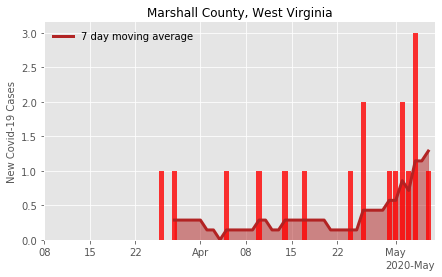 Marshall County, West Virginia
7 day moving average
New Covid-19 Cases
3.0
2.5
2.0
1.5
1.0
0.5
0.0
08 15 22 Apr 08 15 22 May
2020-May